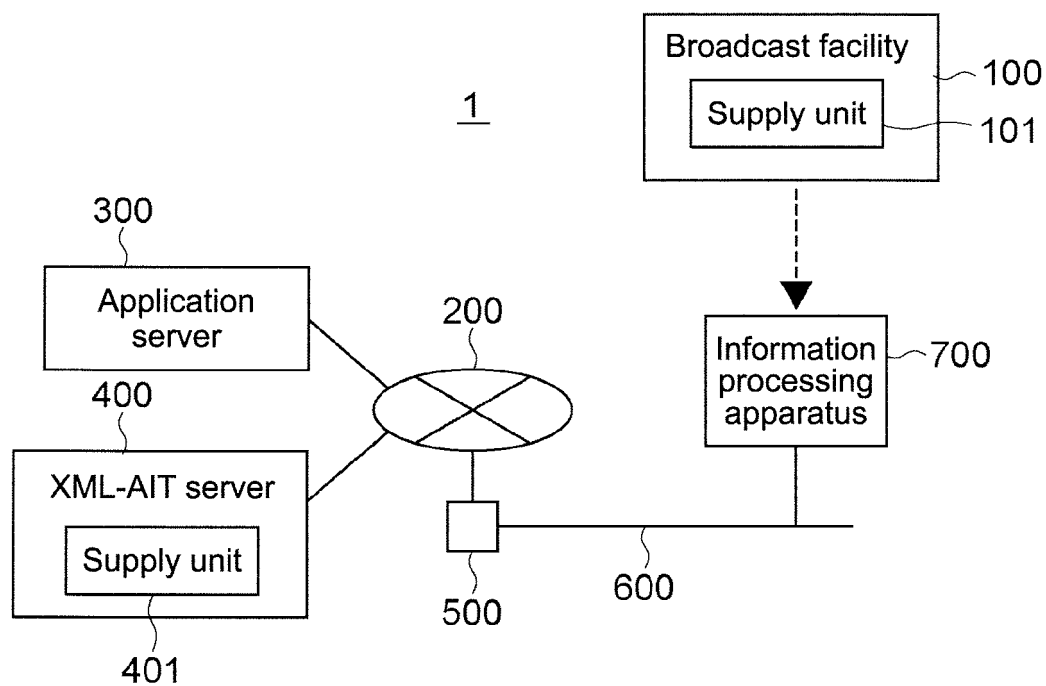 Broadcast facility
100
Supply unit
101
1
300
Application
server
200
Information
processing
apparatus
700
400
XML-AIT server
Supply unit
401
500
600